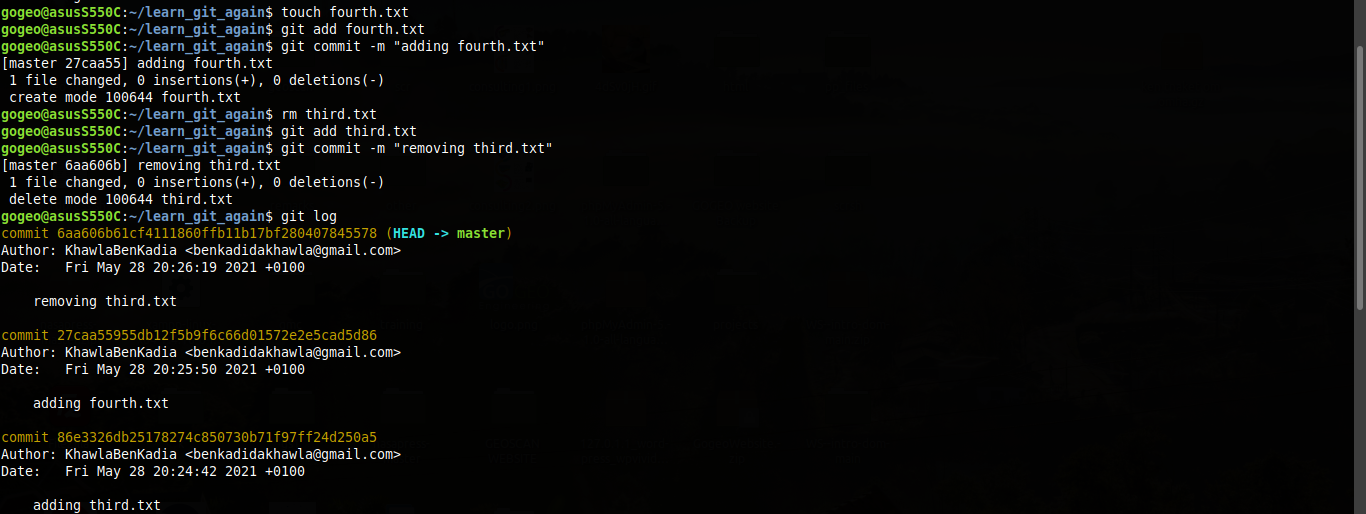 gogeo@asusS550C:~/learn_git_again$ touch fourth.txt
gogeo@asusS550C:~/learn_git_again$ git add fourth.txt
gogeo@asusS550C:~/learn_git_again$ git commit -m "adding fourth.txt"
[master 27caa55] adding fourth.txt
 1 file changed, 0 insertions(+), 0 deletions(-)
 create mode 100644 fourth.txt
gogeo@asusS550C:~/learn_git_again$ rm third.txt
gogeo@asusS550C:~/learn_git_again$ git add third.txt
gogeo@asusS550C:~/learn_git_again$ git commit -m "removing third.txt"
[master 6aa606b] removing third.txt
 1 file changed, 0 insertions(+), 0 deletions(-)
 delete mode 100644 third.txt
gogeo@asusS550C:~/learn_git_again$ git log
commit 6aa606b61cf4111860ffb11b17bf280407845578 (HEAD -> master)
Author: KhawlaBenKadia <benkadidakhawla@gmail.com>
Date:   Fri May 28 20:26:19 2021 +0100

    removing third.txt

commit 27caa55955db12f5b9f6c66d01572e2e5cad5d86
Author: KhawlaBenKadia <benkadidakhawla@gmail.com>
Date:   Fri May 28 20:25:50 2021 +0100

    adding fourth.txt

commit 86e3326db25178274c850730b71f97ff24d250a5
Author: KhawlaBenKadia <benkadidakhawla@gmail.com>
Date:   Fri May 28 20:24:42 2021 +0100

    adding third.txt